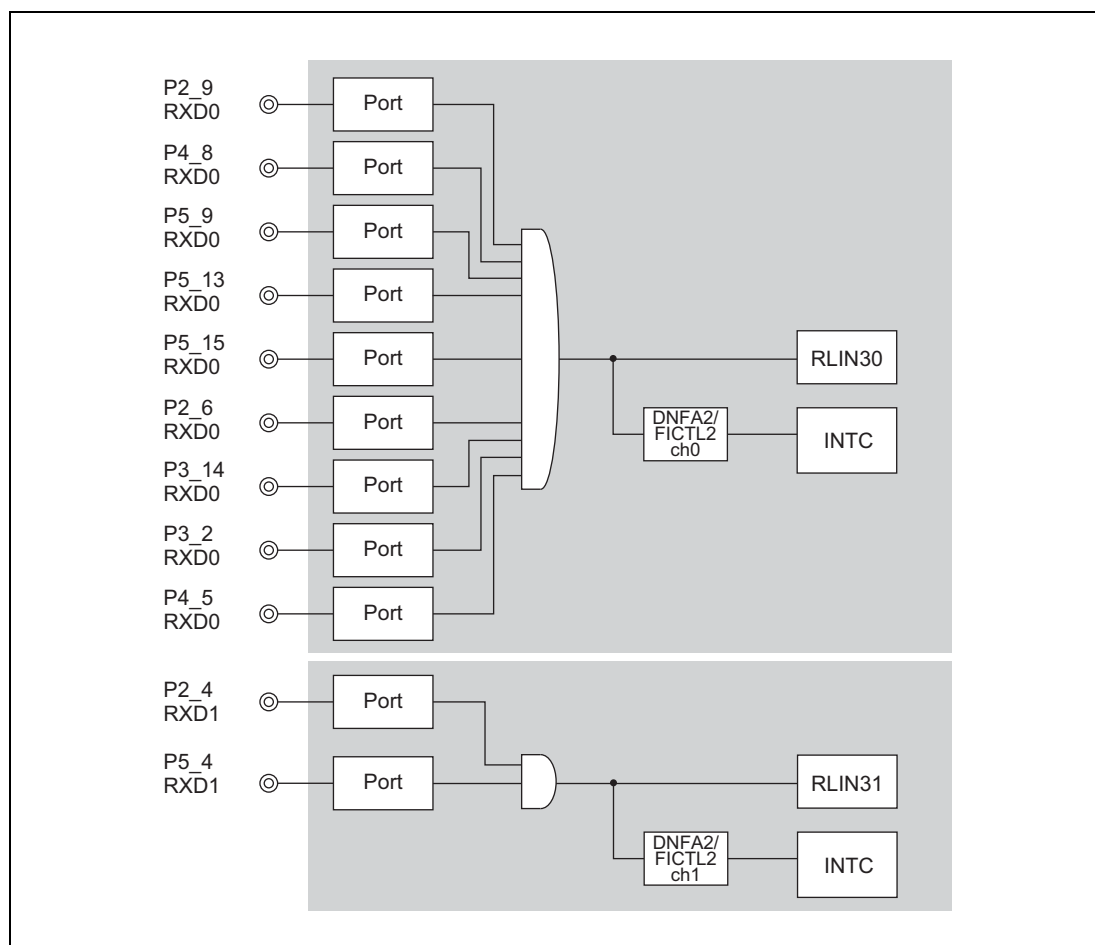 P2_9
RXD0
Port
P4_8
RXD0
Port
P5_9
RXD0
Port
P5_13
RXD0
Port
P5_15
RXD0
Port
RLIN30
P2_6
RXD0
Port
DNFA2/
FICTL2
ch0
INTC
P3_14
RXD0
Port
P3_2
RXD0
Port
P4_5
RXD0
Port
P2_4
RXD1
Port
P5_4
RXD1
Port
RLIN31
DNFA2/
FICTL2
ch1
INTC